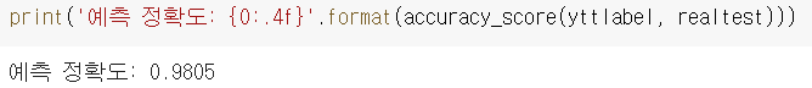 print('예측 정확도: {0:.4f}'.format(accuracy_score(yttlabel, realtest)))
예측 정확도: 0.9805